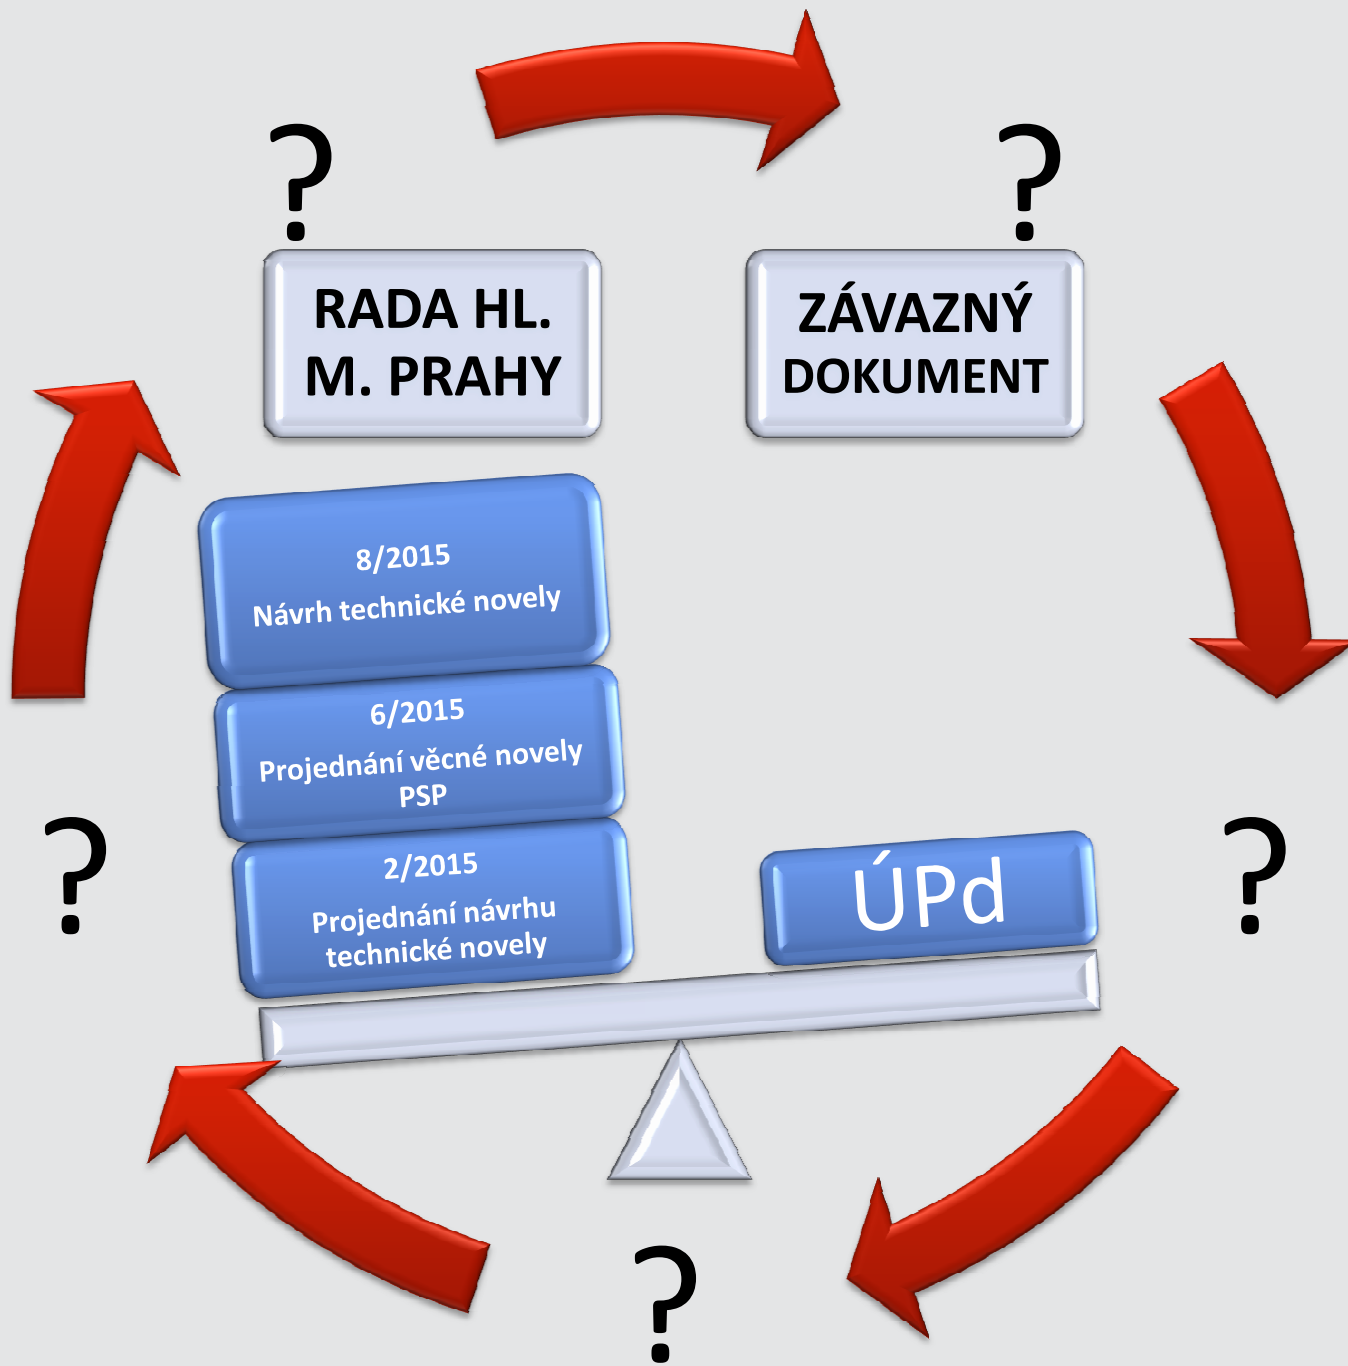 ?
?
RADA HL.
M. PRAHY
ZÁVAZNÝ
DOKUMENT
8/2015
Návrh technické novely
6/2015
Projednání věcné novely
PSP
2/2015
Projednání návrhu
technické novely
ÚPd
?
?
?